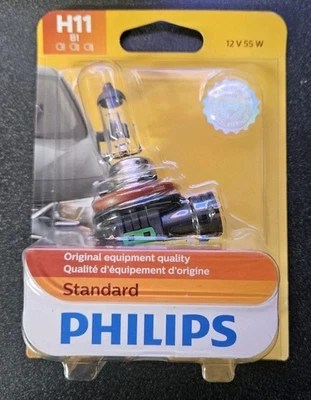 H11
B1
12 V 55 W
Original equipment quality
Qualité d'équipement d'origine
Standard
PHILIPS